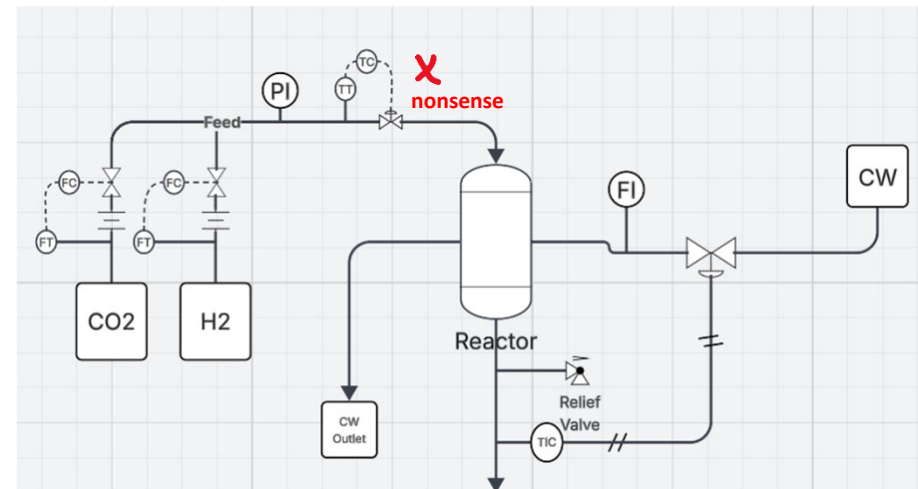 TC
X
PI
TT
nonsense
Feed
FC
FC
FI
CW
FT
FT
CO2
H2
Reactor
Relief
Valve
CW
Outlet
TIC